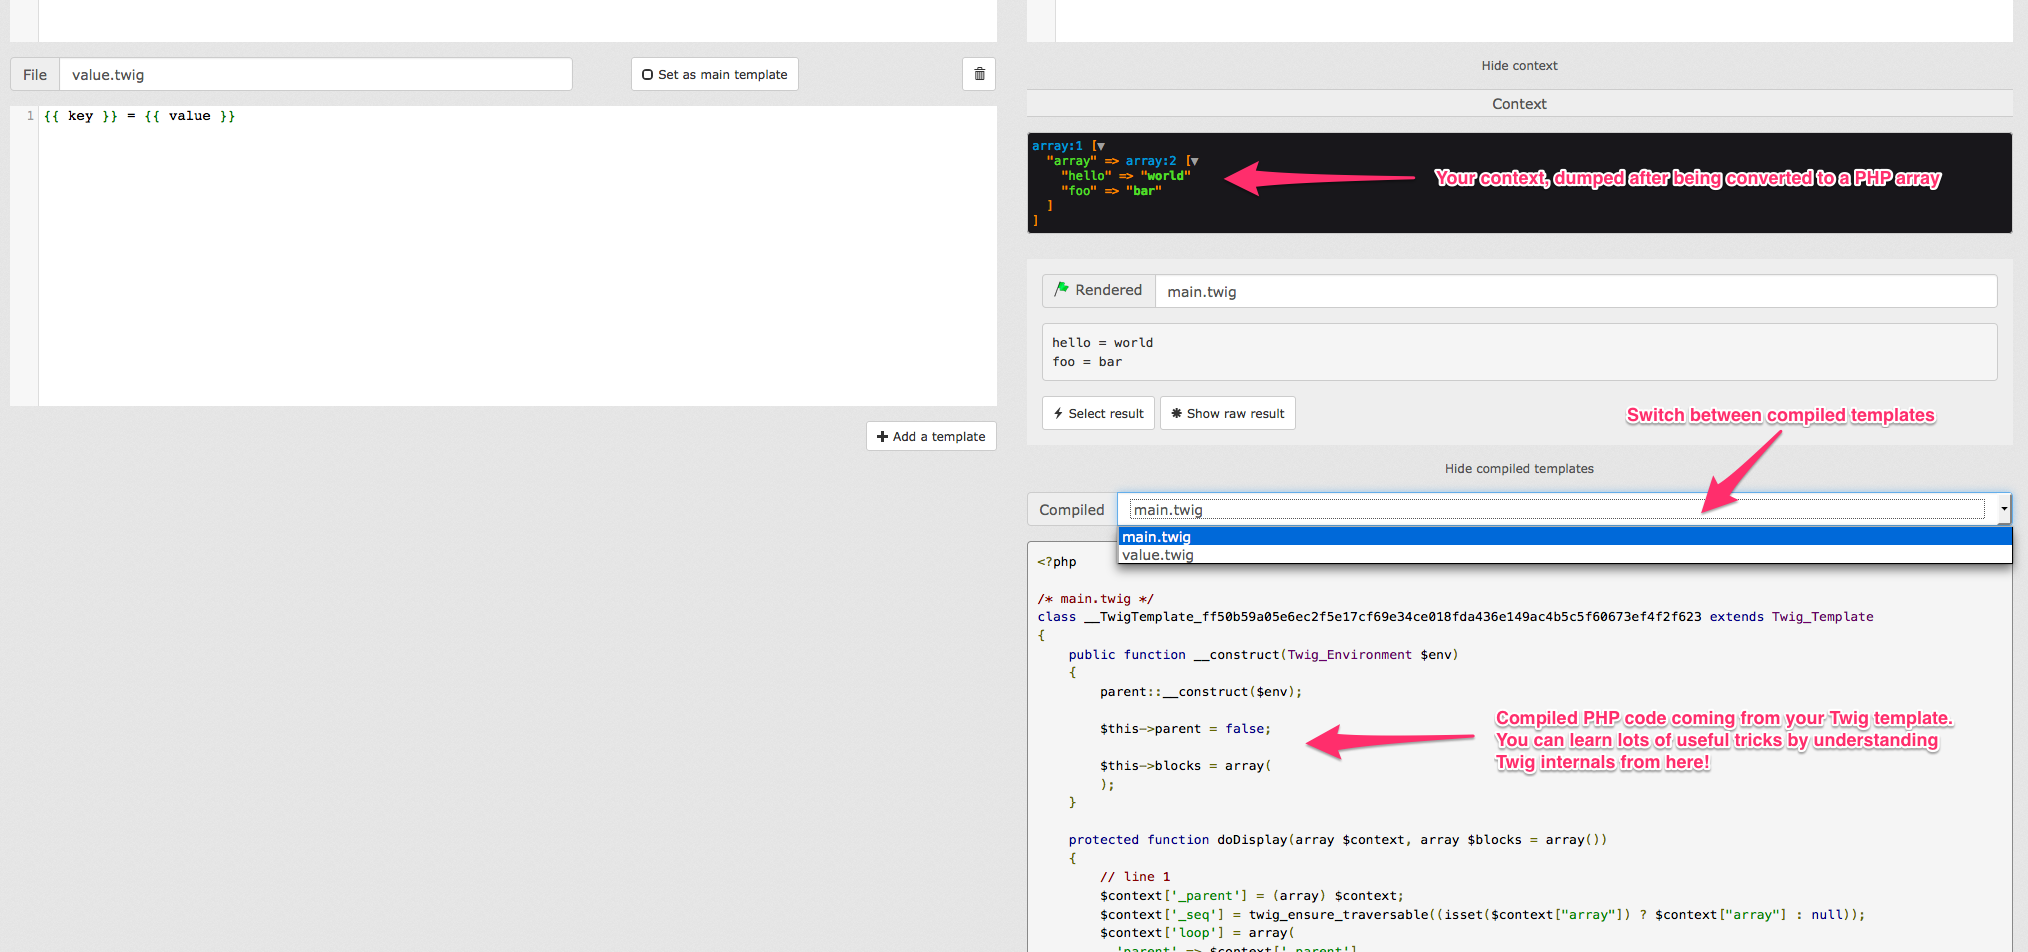 File value.twig
Set as main template
1 {{ key }} = {{ value }}
Add a template
Hide context
Context
array:1 [▼
"array" => array:2 [▼
"hello" => "world"
"foo" => "bar"
]
]
Your context, dumped after being converted to a PHP array
Rendered main.twig
hello = world
foo = bar
Select result
Show raw result
Switch between compiled templates
Hide compiled templates
Compiled main.twig
main.twig
value.twig
<?php
/* main.twig */
class __TwigTemplate_ff50b59a05e6ec2f5e17cf69e34ce018fda436e149ac4b5c5f60673ef4f2f623 extends Twig_Template
{
public function __construct(Twig_Environment $env)
{
parent::__construct($env);
$this->parent = false;
$this->blocks = array(
);
}
Compiled PHP code coming from your Twig template.
You can learn lots of useful tricks by understanding
Twig internals from here!
protected function doDisplay(array $context, array $blocks = array())
{
// line 1
$context['_parent'] = (array) $context;
$context['_seq'] = twig_ensure_traversable((isset($context["array"]) ? $context["array"] : null));
$context['loop'] = array(
'parent' => $context['_parent'],